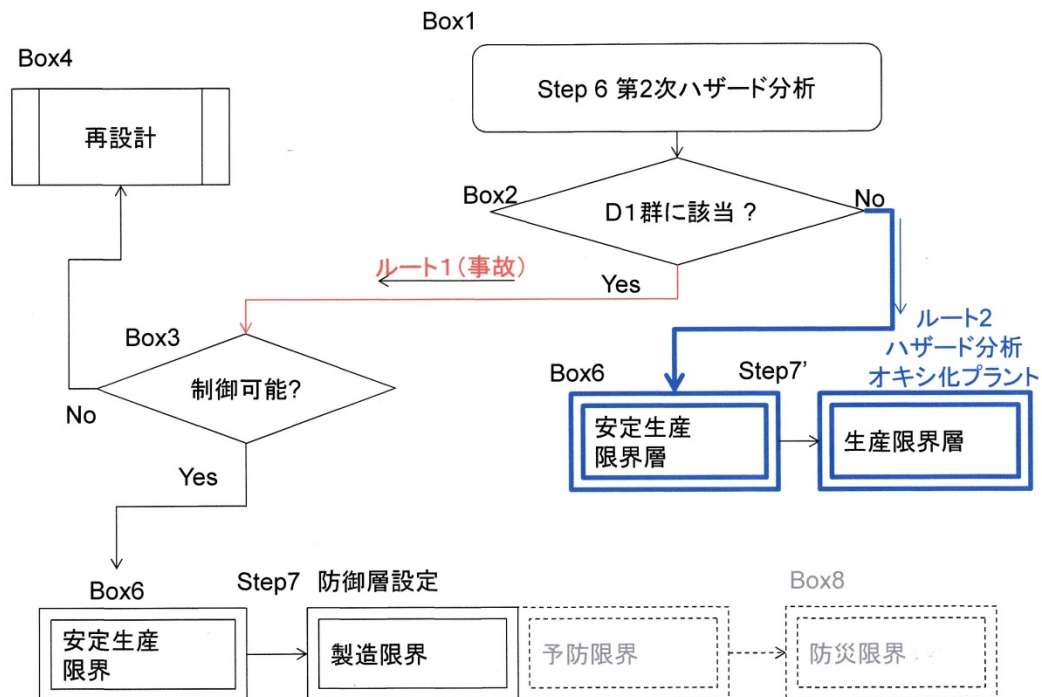 Box1
Step 6 第2次ハザード分析
Box4
再設計
Box2
D1群に該当 ?
No
ルート1(事故)
Yes
Box3
制御可能?
No
Yes
ルート2
ハザード分析
オキシ化プラント
Box6
Step7’
安定生産
限界層
生産限界層
Box6
Step7 防御層設定
Box8
安定生産
限界
製造限界
予防限界
防災限界